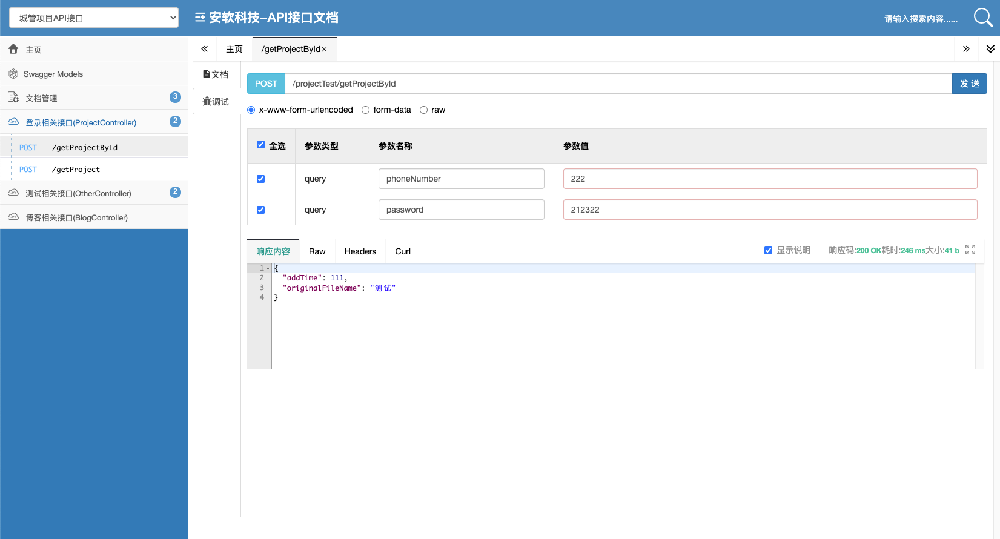 城管项目API接口
安软科技-API接口文档
请输入搜索内容......
主页
Swagger Models
文档管理 3
登录相关接口(ProjectController) 2
POST /getProjectById
POST /getProject
测试相关接口(OtherController) 2
博客相关接口(BlogController)
主页
/getProjectById×
文档
调试
POST /projectTest/getProjectById 发 送
x-www-form-urlencoded form-data raw
全选 参数类型 参数名称 参数值
query phoneNumber 222
query password 212322
响应内容 Raw Headers Curl 显示说明 响应码:200 OK耗时:246 ms大小:41 b
1 {
2 "addTime": 111,
3 "originalFileName": "测试"
4 }